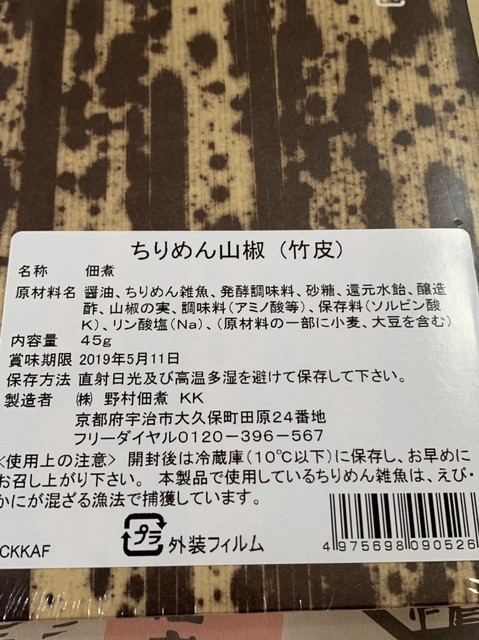 ちりめん山椒（竹皮）
名称 佃煮
原材料名 醤油、ちりめん雑魚、発酵調味料、砂糖、還元水飴、醸造
酢、山椒の実、調味料（アミノ酸等）、保存料（ソルビン酸
K）、リン酸塩（Na）、（原材料の一部に小麦、大豆を含む）
内容量 45g
賞味期限 2019年5月11日
保存方法 直射日光及び高温多湿を避けて保存して下さい。
製造者 ㈱ 野村佃煮 KK
京都府宇治市大久保町田原24番地
フリーダイヤル0120-396-567
<使用上の注意> 開封後は冷蔵庫（10℃以下）に保存し、お早めに
お召し上がり下さい。 本製品で使用しているちりめん雑魚は、えび・
かにが混ざる漁法で捕獲しています。
CKKAF
プラ 外装フィルム
4975698090526